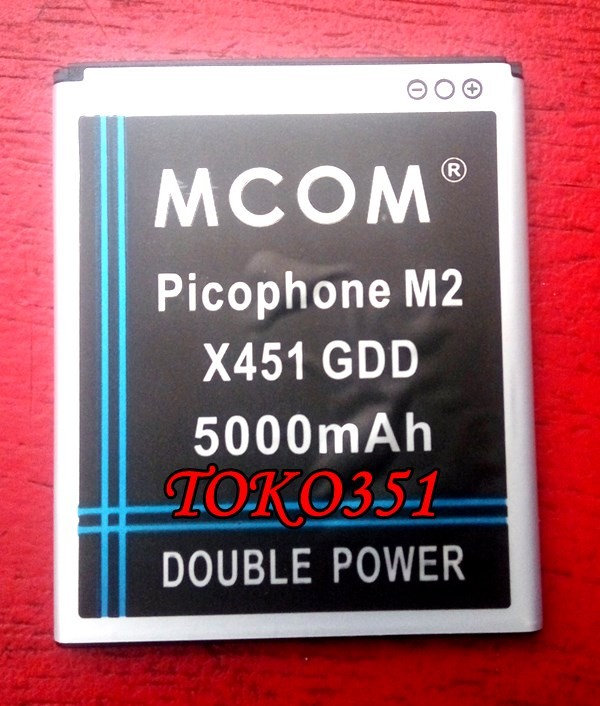 MCOM®
Picophone M2
X451 GDD
5000mAh
TOKO351
DOUBLE POWER